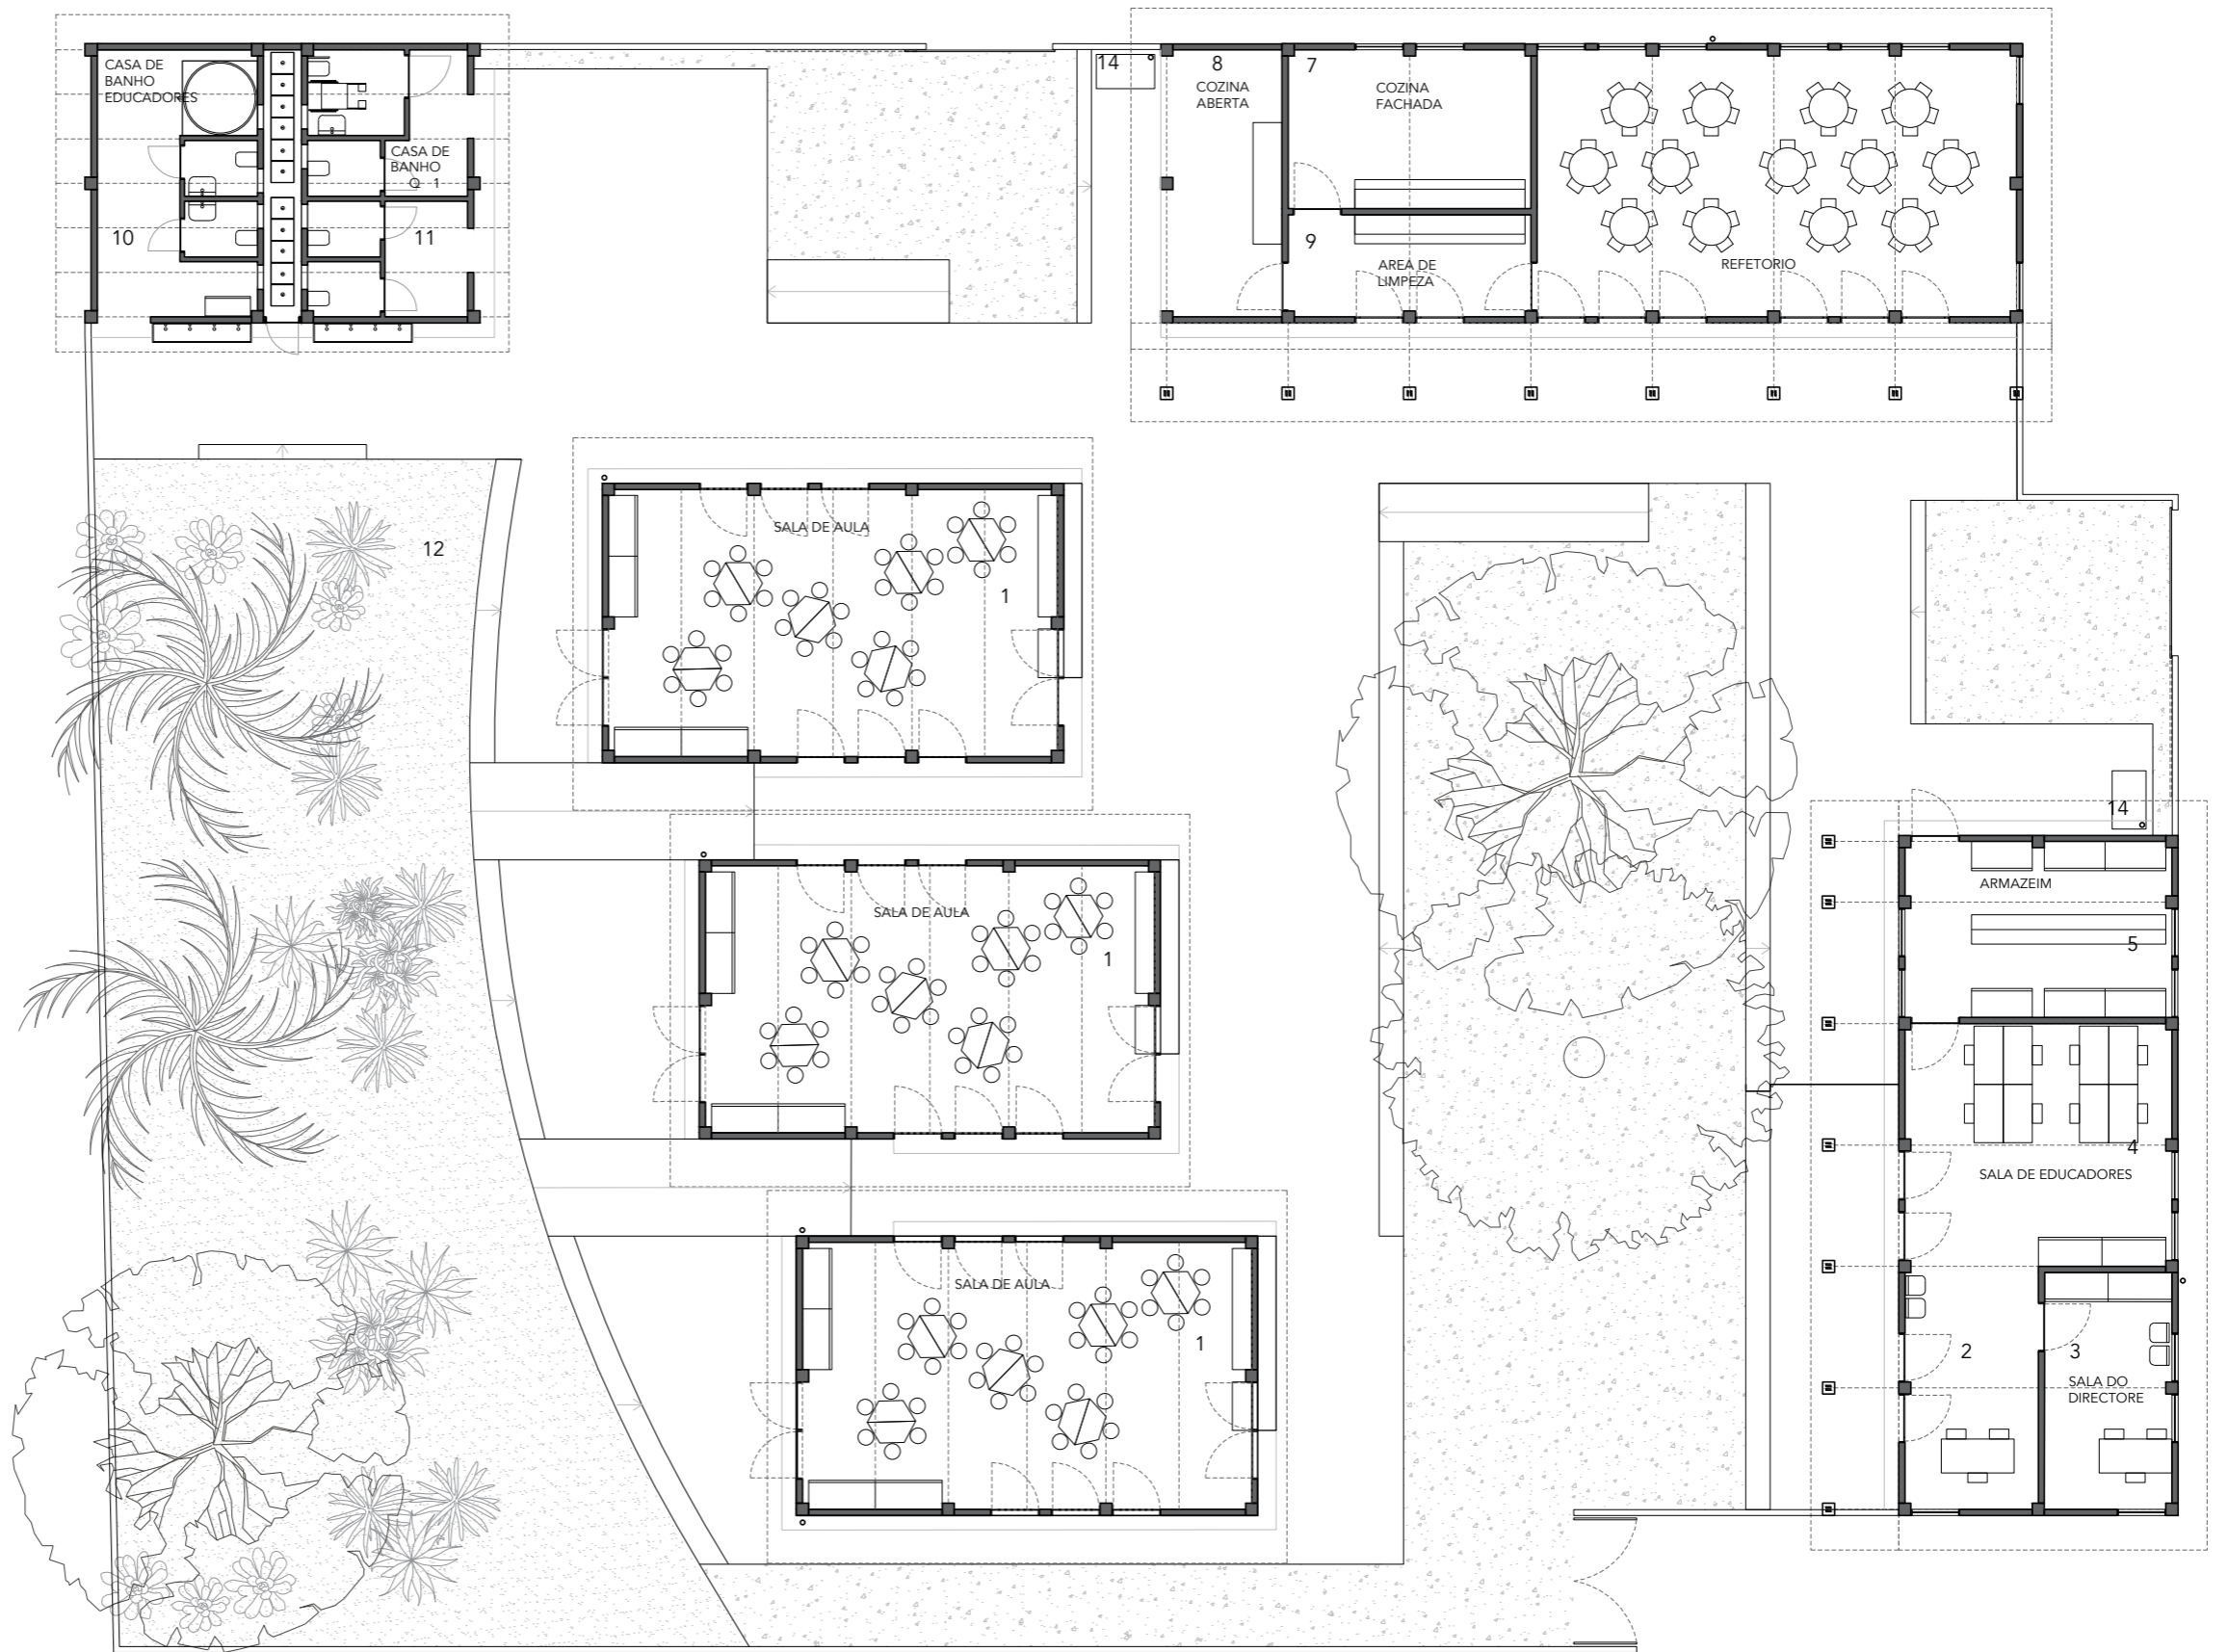 CASA DE
BANHO
EDUCADORES
CASA DE
BANHO
10
11
14
8
COZINA
ABERTA
7
COZINA
FACHADA
9
AREA DE
LIMPEZA
REFETORIO
12
SALA DE AULA
1
SALA DE AULA
1
SALA DE AULA
1
14
ARMAZEIM
5
4
SALA DE EDUCADORES
2
3
SALA DO
DIRECTORE